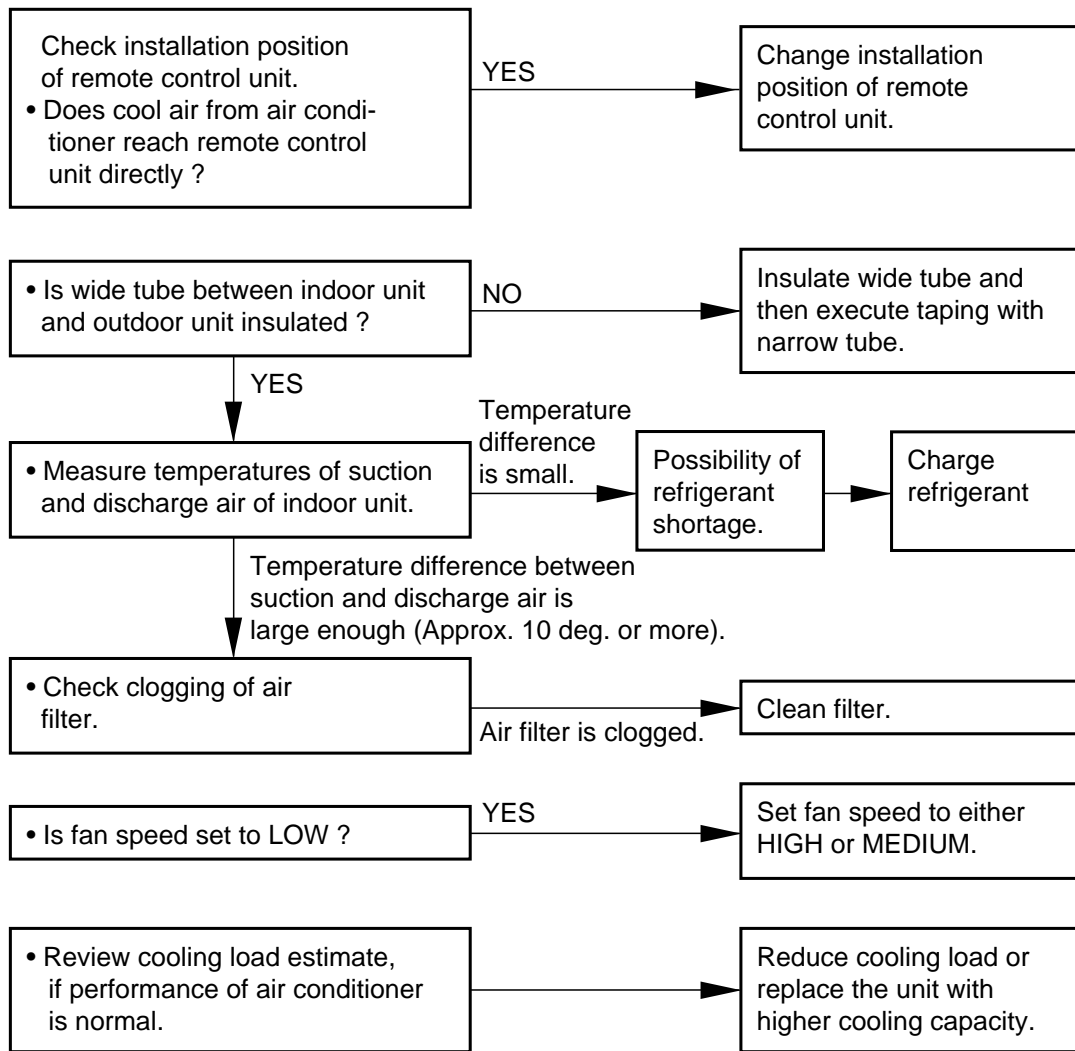 Check installation position
of remote control unit.
• Does cool air from air condi-
tioner reach remote control
unit directly ?
YES
Change installation
position of remote
control unit.
• Is wide tube between indoor unit
and outdoor unit insulated ?
NO
Insulate wide tube and
then execute taping with
narrow tube.
YES
• Measure temperatures of suction
and discharge air of indoor unit.
Temperature
difference
is small.
Possibility of
refrigerant
shortage.
Charge
refrigerant
Temperature difference between
suction and discharge air is
large enough (Approx. 10 deg. or more).
• Check clogging of air
filter.
Air filter is clogged.
Clean filter.
• Is fan speed set to LOW ?
YES
Set fan speed to either
HIGH or MEDIUM.
• Review cooling load estimate,
if performance of air conditioner
is normal.
Reduce cooling load or
replace the unit with
higher cooling capacity.